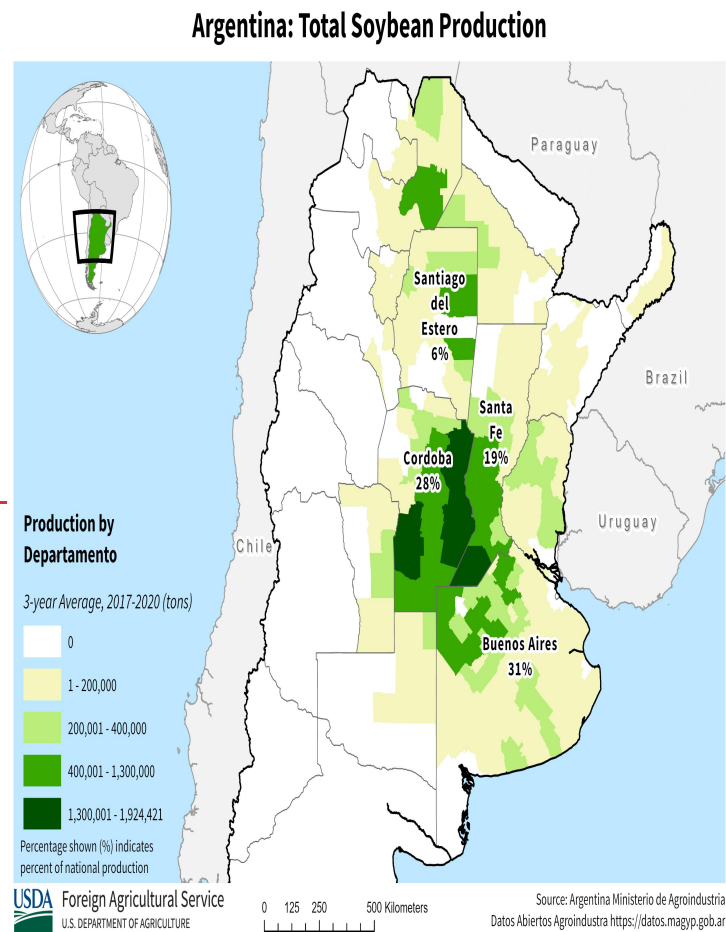 Argentina: Total Soybean Production
Paraguay
Santiago
del
Estero
6%
Brazil
Santa
Fe
19%
Cordoba
28%
Uruguay
Chile
Buenos Aires
31%
Production by
Departamento
3-year Average, 2017-2020 (tons)
0
1 - 200,000
200,001 - 400,000
400,001 - 1,300,000
1,300,001 - 1,924,421
Percentage shown (%) indicates
percent of national production
USDA Foreign Agricultural Service
U.S. DEPARTMENT OF AGRICULTURE
0 125 250 500 Kilometers
Source: Argentina Ministerio de Agroindustria
Datos Abiertos Agroindustra https://datos.magyp.gob.ar